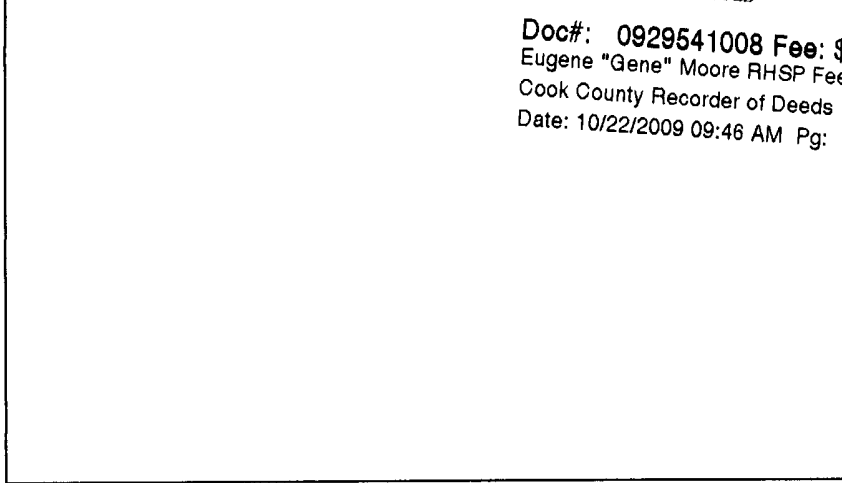 Doc#: 0929541008 Fee: $
Eugene "Gene" Moore RHSP Fee
Cook County Recorder of Deeds
Date: 10/22/2009 09:46 AM Pg: